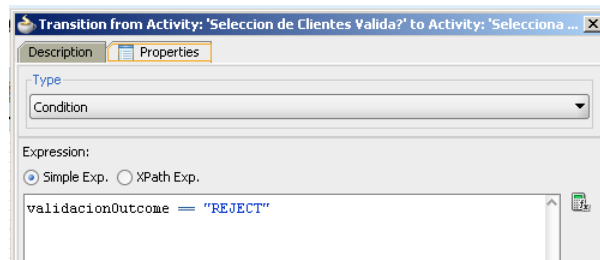 Transition from Activity: 'Seleccion de Clientes Valida?' to Activity: 'Selecciona ...
Description Properties
Type
Condition
Expression:
Simple Exp. XPath Exp.
validacionOutcome == "REJECT"